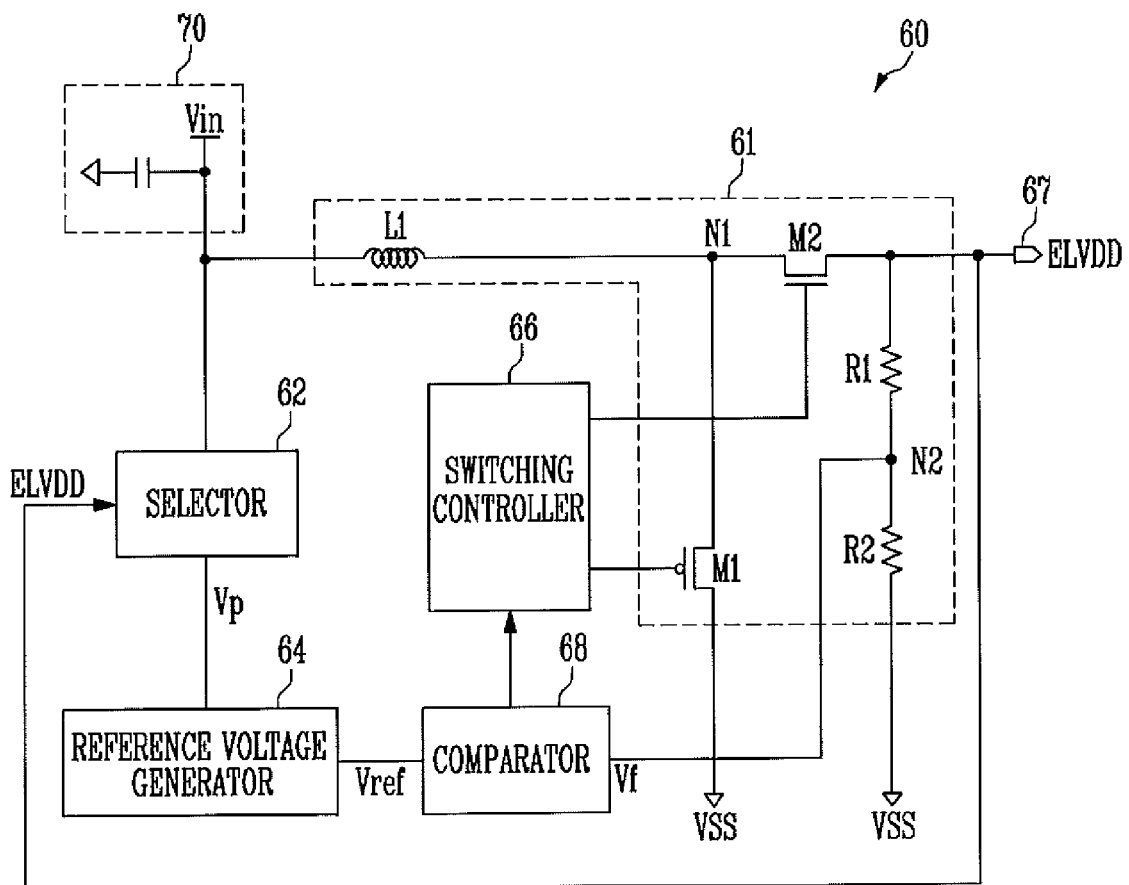 70
60
Vin
61
67
L1
N1
M2
ELVDD
66
R1
62
N2
ELVDD
SELECTOR
SWITCHING
CONTROLLER
R2
M1
Vp
64
68
REFERENCE VOLTAGE
GENERATOR
Vref
COMPARATOR
Vf
VSS
VSS